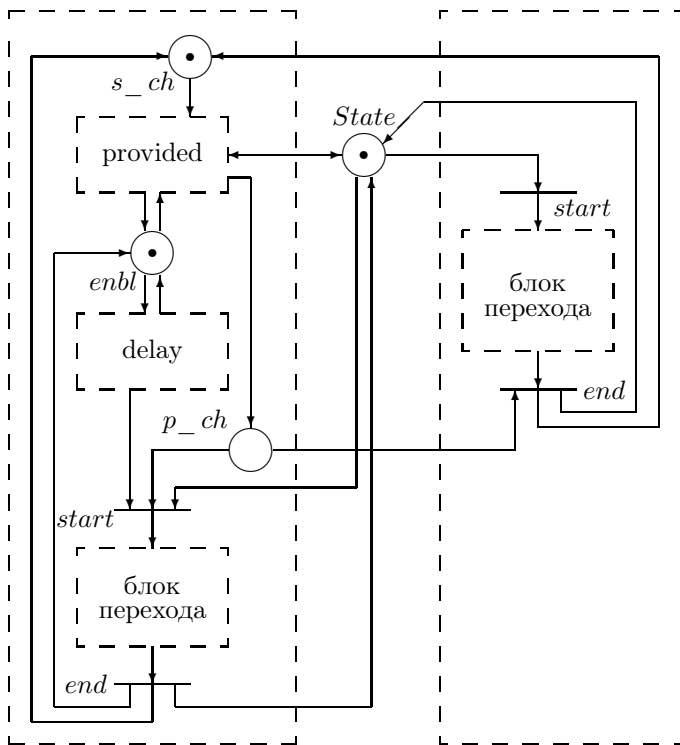 s_ch
State
provided
start
enbl
блок
перехода
delay
end
p_ch
start
блок
перехода
end